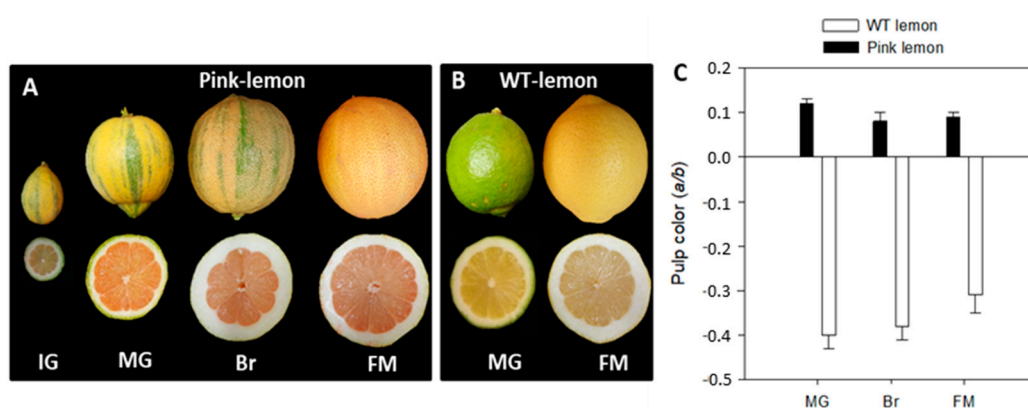 WT lemon
Pink lemon
A
Pink-lemon
B
WT-lemon
C
IG
MG
Br
FM
MG
FM
Pulp color (a/b)
0.2
0.1
0.0
-0.1
-0.2
-0.3
-0.4
-0.5
MG
Br
FM